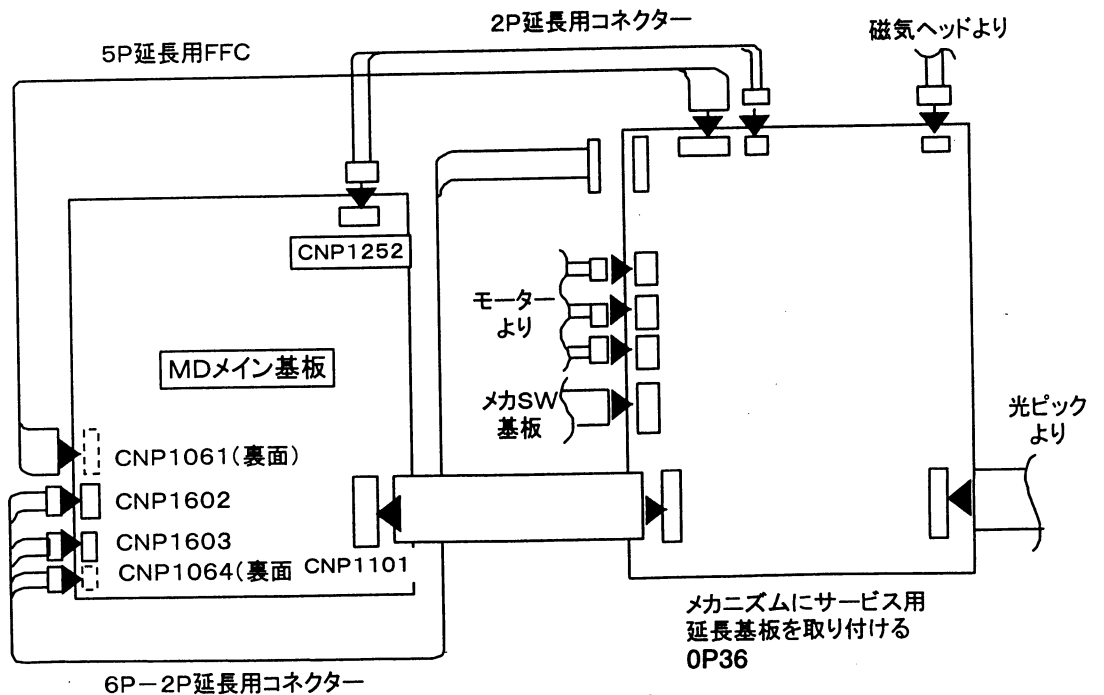 2P延長用コネクター
磁気ヘッドより
5P延長用FFC
CNP1252
モーター
より
MDメイン基板
メカSW
基板
光ピック
より
CNP1061(裏面)
CNP1602
CNP1603
CNP1064(裏面
CNP1101
メカニズムにサービス用
延長基板を取り付ける
0P36
6P-2P延長用コネクター